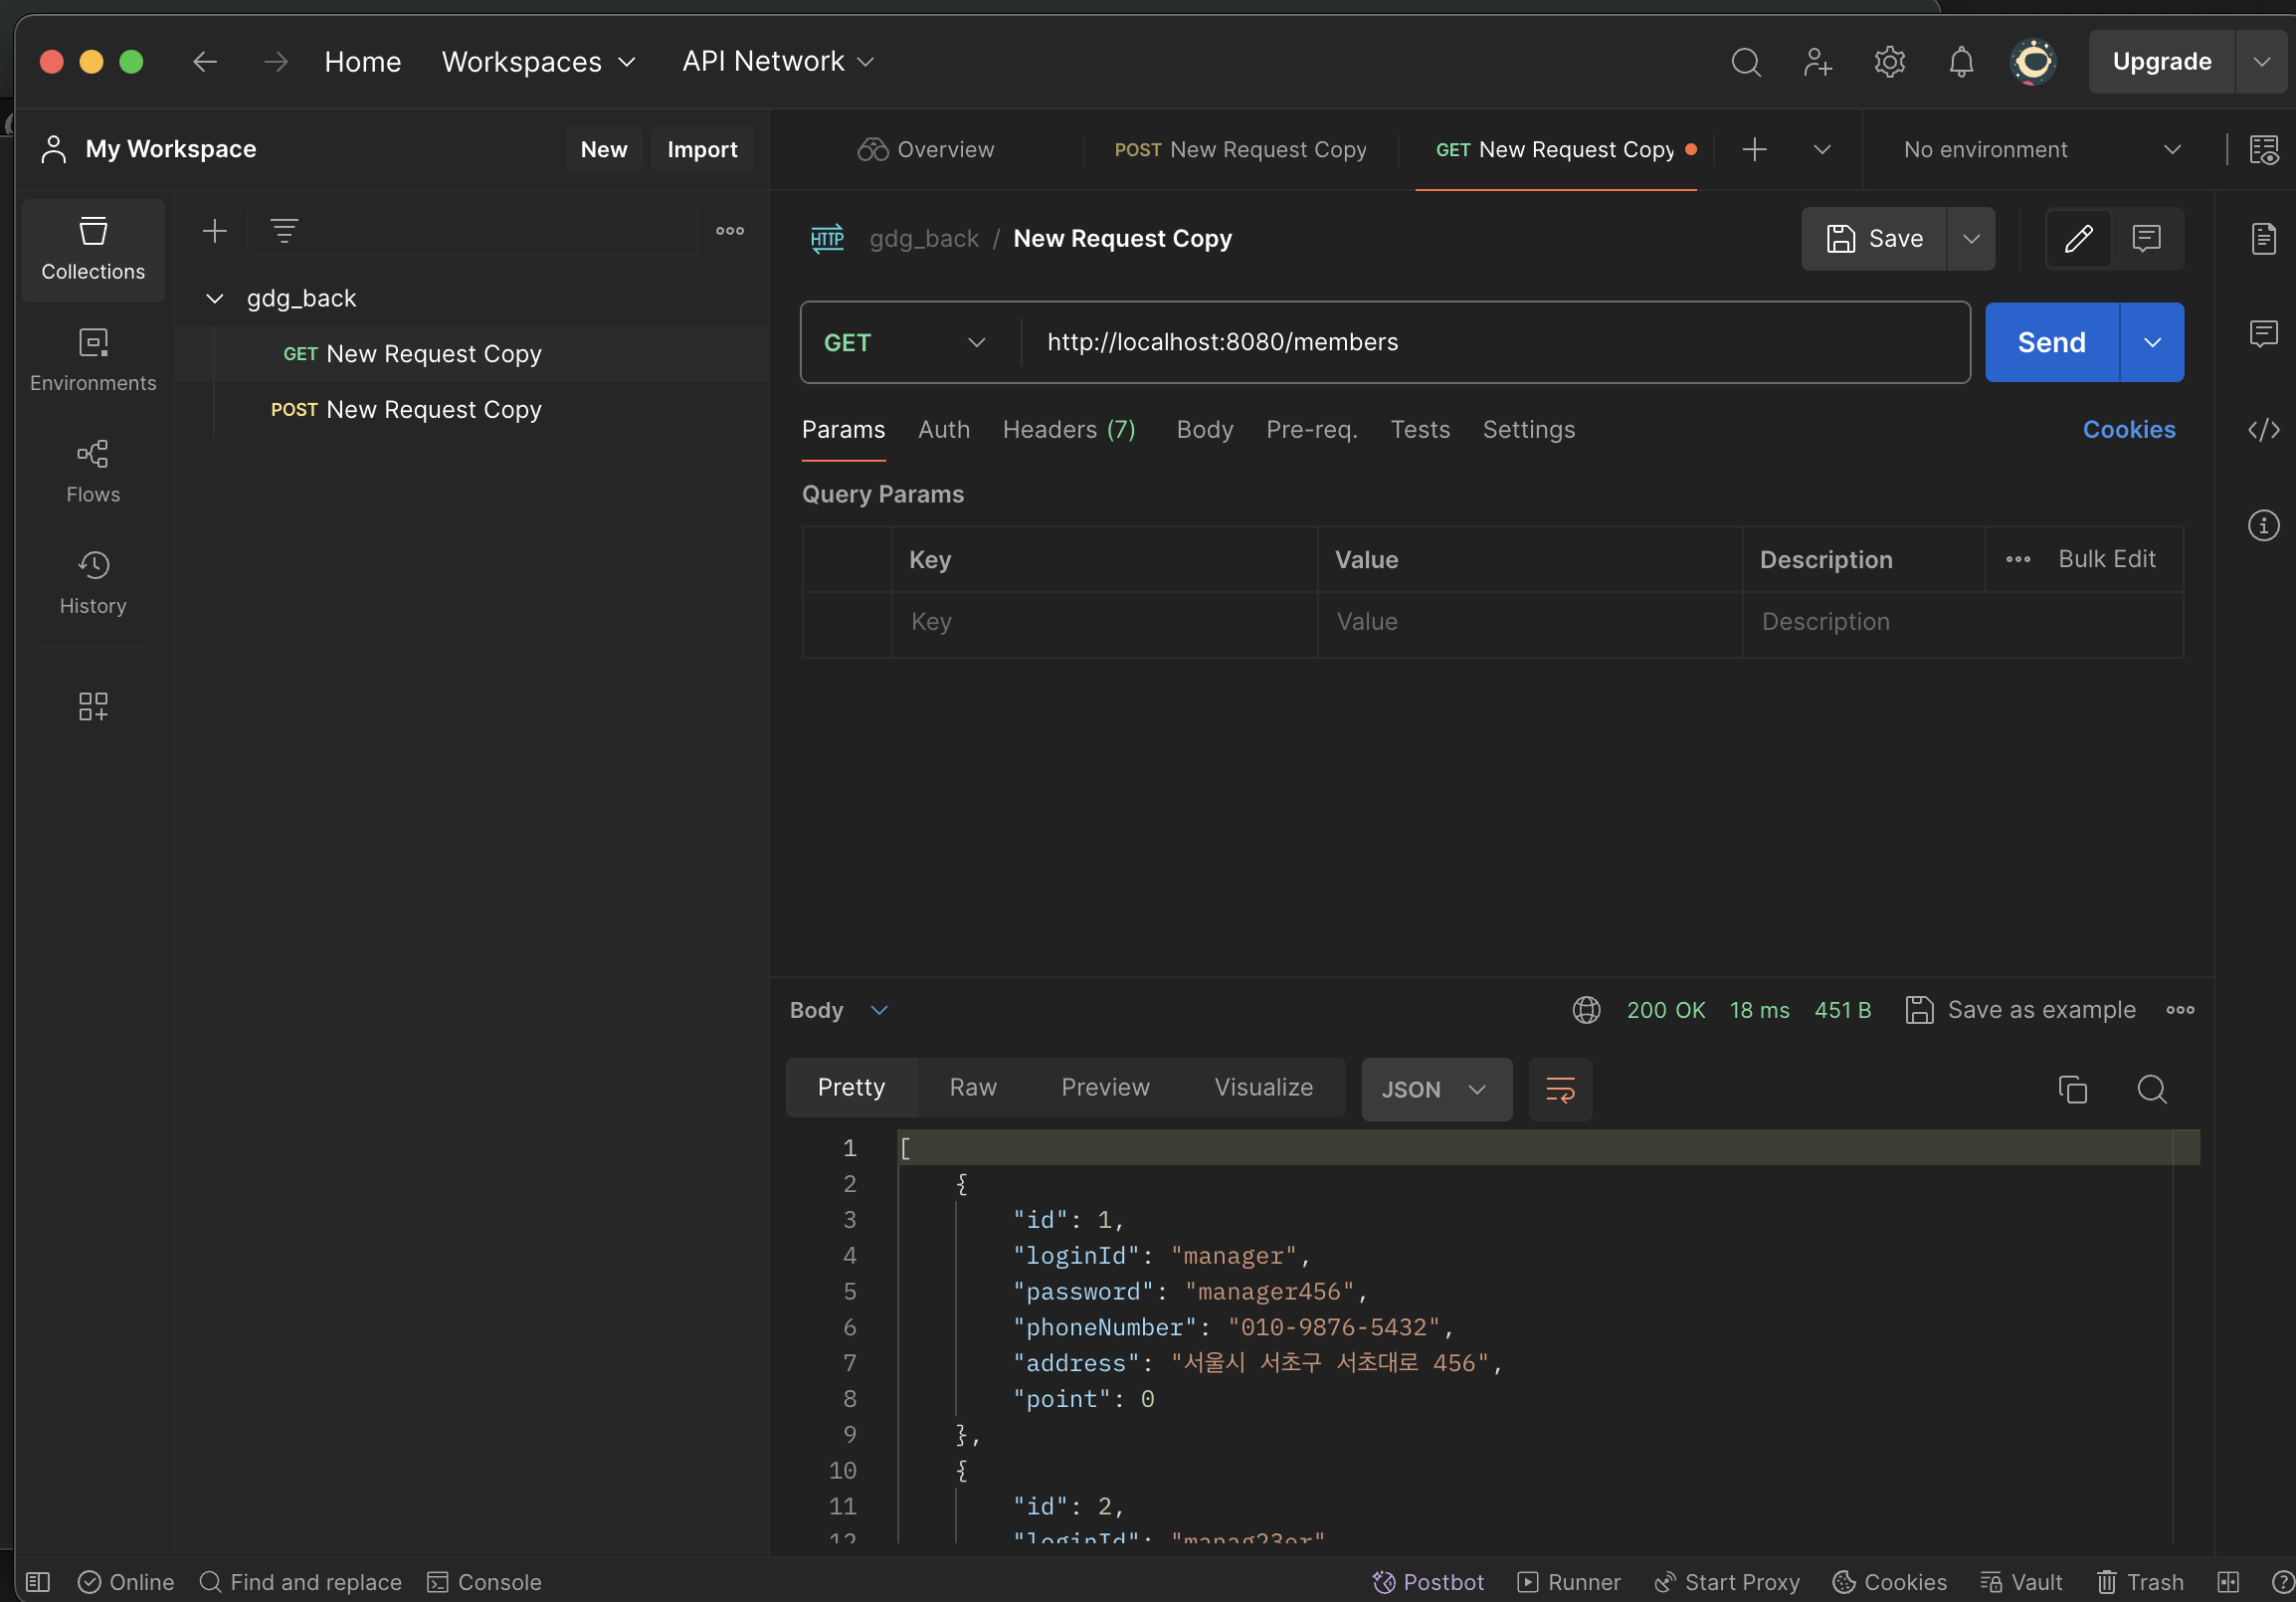 Home Workspaces API Network Upgrade
My Workspace New Import
Overview POST New Request Copy GET New Request Copy No environment
Collections
Environments
Flows
History
gdg_back
GET New Request Copy
POST New Request Copy
HTTP gdg_back / New Request Copy Save
GET http://localhost:8080/members Send
Params Auth Headers (7) Body Pre-req. Tests Settings Cookies
Query Params
Key Value Description Bulk Edit
Key Value Description
Body 200 OK 18 ms 451 B Save as example
Pretty Raw Preview Visualize JSON
1 [
2 {
3 "id": 1,
4 "loginId": "manager",
5 "password": "manager456",
6 "phoneNumber": "010-9876-5432",
7 "address": "서울시 서초구 서초대로 456",
8 "point": 0
9 },
10 {
11 "id": 2,
12 "loginId": "manag23er"
Online Find and replace Console Postbot Runner Start Proxy Cookies Vault Trash